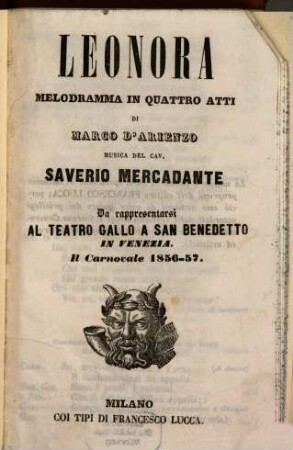 LEONORA
MELODRAMMA IN QUATTRO ATTI
DI
MARCO D'ARIENZO
MUSICA DEL CAV.
SAVERIO MERCADANTE
Da rappresentarsi
AL TEATRO GALLO A SAN BENEDETTO
IN VENEZIA.
Il Carnovale 1856-57.
MILANO
COI TIPI DI FRANCESCO LUCCA.